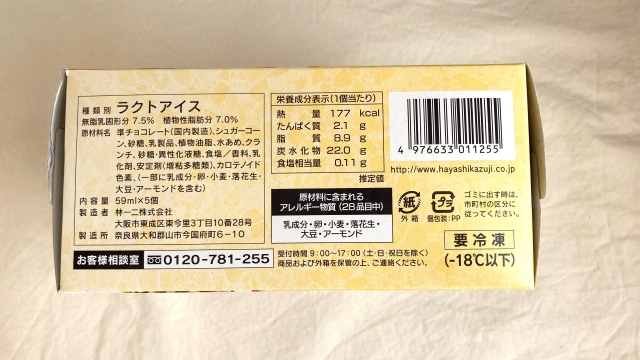 種類別 ラクトアイス
無脂乳固形分 7.5% 植物性脂肪分 7.0%
原材料名 準チョコレート(国内製造)、シュガーコー
ン、砂糖、乳製品、植物油脂、水あめ、クラ
ンチ、砂糖・異性化液糖、食塩／香料、乳
化剤、安定剤(増粘多糖類)、カロテノイド
色素、(一部に乳成分・卵・小麦・落花生・
大豆・アーモンドを含む)
内容量 59ml×5個
製造者 林一二株式会社
大阪市東成区東今里3丁目10番28号
製造所 奈良県大和郡山市今国府町6-10
お客様相談室 0120-781-255
栄養成分表示(1個当たり)
熱量 177 kcal
たんぱく質 2.1 g
脂質 8.9 g
炭水化物 22.0 g
食塩相当量 0.11 g
推定値
原材料に含まれる
アレルギー物質(28品目中)
乳成分・卵・小麦・落花生・
大豆・アーモンド
受付時間 9:00〜17:00(土・日・祝日を除く)
商品および外箱を保管の上、ご連絡ください。
4 976633 011255
http://www.hayashikazuji.co.jp
紙
外箱
プラ
個包装:PP
ゴミに出す時は、
市町村の区分に
従ってください。
要冷凍
(-18℃以下)